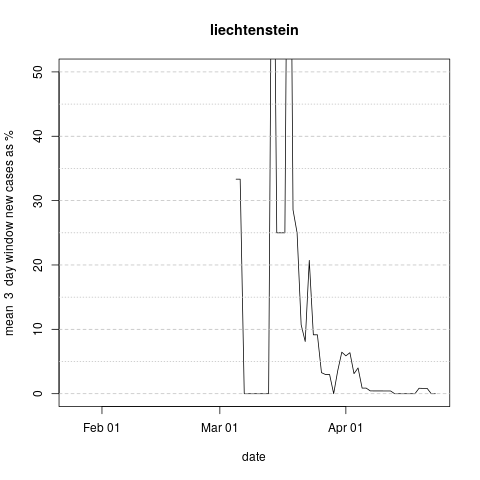 liechtenstein
mean 3 day window new cases as %
50
40
30
20
10
0
Feb 01
Mar 01
Apr 01
date